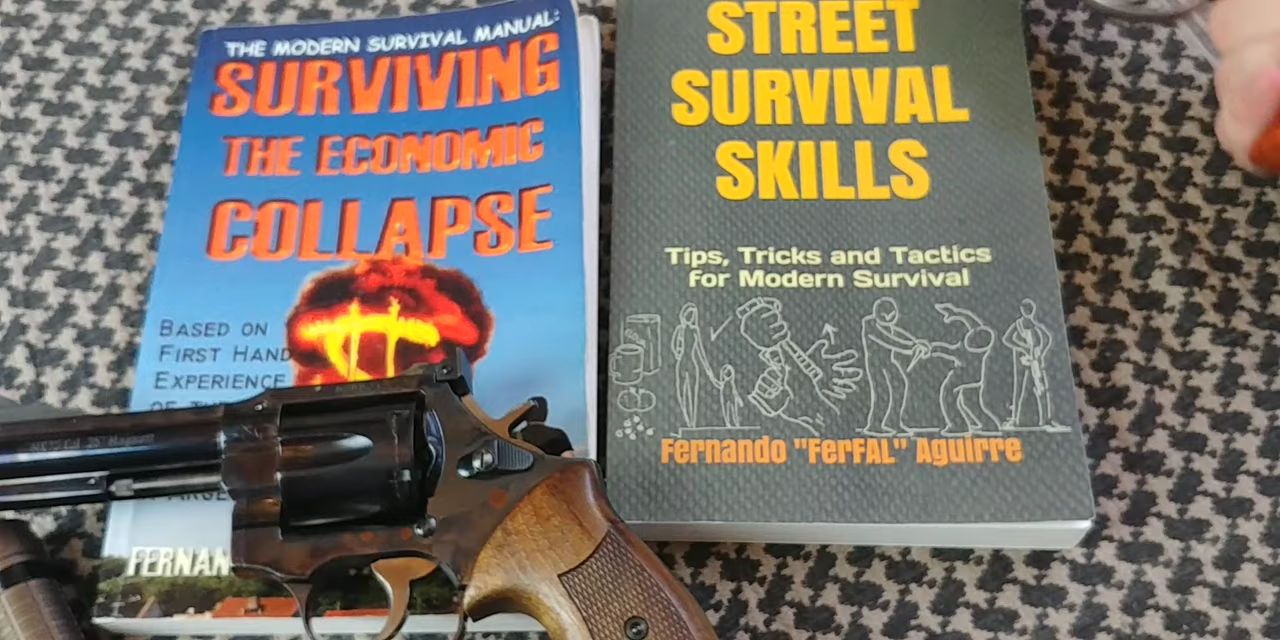 THE MODERN SURVIVAL MANUAL:
SURVIVING
THE ECONOMIC
COLLAPSE
BASED ON
FIRST HAND
EXPERIENCE
FERNAN
STREET
SURVIVAL
SKILLS
Tips, Tricks and Tactics
for Modern Survival
Fernando "FerFAL" Aguirre